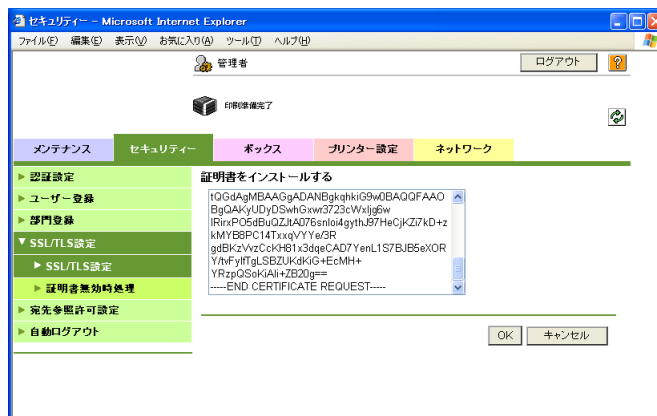 セキュリティー - Microsoft Internet Explorer
ファイル(F) 編集(E) 表示(V) お気に入り(A) ツール(T) ヘルプ(H)
管理者
ログアウト
?
印刷準備完了
メンテナンス セキュリティー ボックス プリンター設定 ネットワーク
認証設定
ユーザー登録
部門登録
SSL/TLS設定
SSL/TLS設定
証明書無効時処理
宛先参照許可設定
自動ログアウト
証明書をインストールする
tQGdAgMBAAGgADANBgkqhkiG9w0BAQQFAAO
BgQAKyUDyDSwhGxwr3723cWxIjg6w
IRirxPO5dBuQZJtA076snloi4gythJ97HeCjKZi7kD+z
kMYB8PC14TxxqVYYe/3R
gdBKzVvzCcKH81x3dqeCAD7YenL1S7BJB5eXOR
Y/tvFylfTgLSBZUKdKiG+EcMH+
YRzpQSoKiAli+ZB20g==
-----END CERTIFICATE REQUEST-----
OK キャンセル